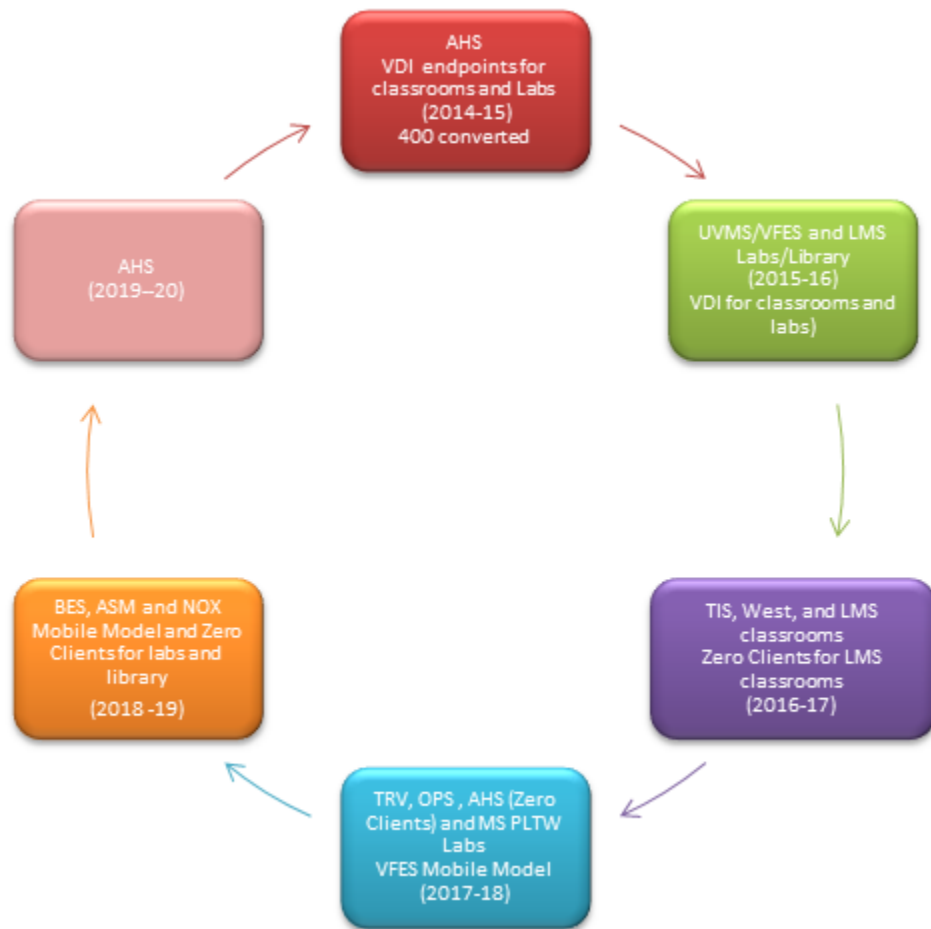 AHS
VDI endpoints for
classrooms and Labs
(2014-15)
400 converted
UVMS/VFES and LMS
Labs/Library
(2015-16)
VDI for classrooms and
labs)
TIS, West, and LMS
classrooms
Zero Clients for LMS
classrooms
(2016-17)
TRV, OPS , AHS (Zero
Clients) and MS PLTW
Labs
VFES Mobile Model
(2017-18)
BES, ASM and NOX
Mobile Model and Zero
Clients for labs and
library
(2018 -19)
AHS
(2019–20)